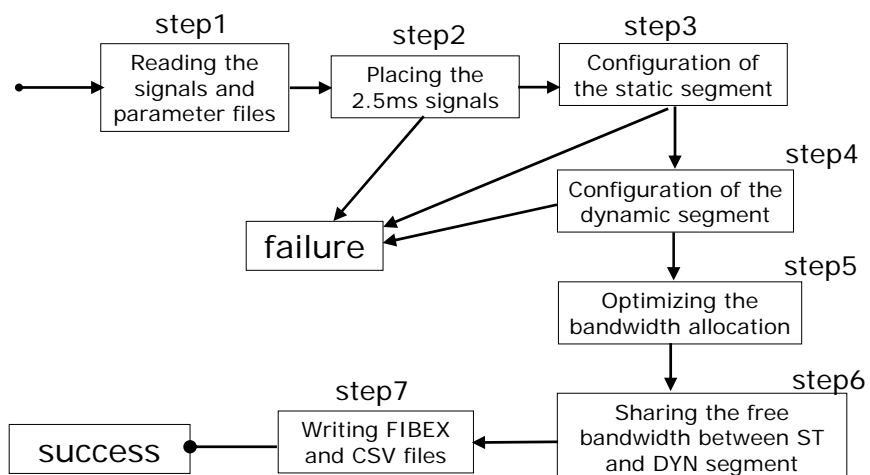 step1
Reading the
signals and
parameter files
step2
Placing the
2.5ms signals
step3
Configuration of
the static segment
step4
Configuration of the
dynamic segment
failure
step5
Optimizing the
bandwidth allocation
step6
Sharing the free
bandwidth between ST
and DYN segment
step7
Writing FIBEX
and CSV files
success